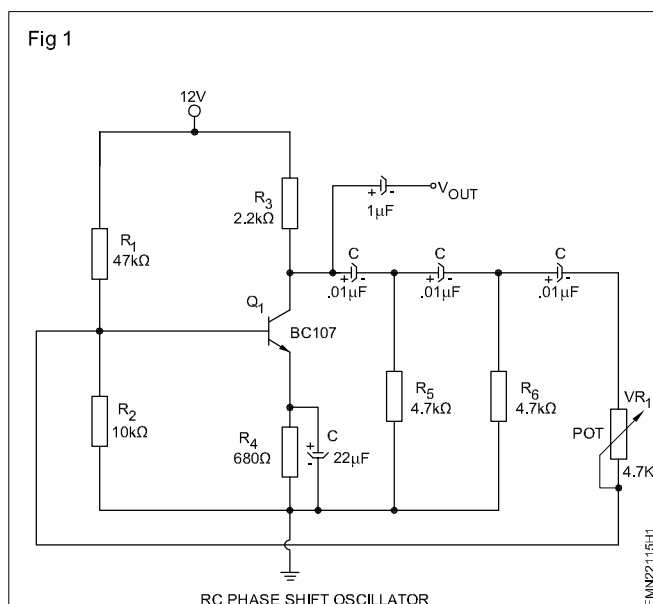 Fig 1
12V
R3
2.2kΩ
+ -
1µF
VOUT
R1
47kΩ
C
+ -
.01µF
C
+ -
.01µF
C
+ -
.01µF
Q1
BC107
R2
10kΩ
R4
680Ω
C
+
-
22µF
R5
4.7kΩ
R6
4.7kΩ
VR1
POT
4.7K
RC PHASE SHIFT OSCILLATOR
EMN22115H1